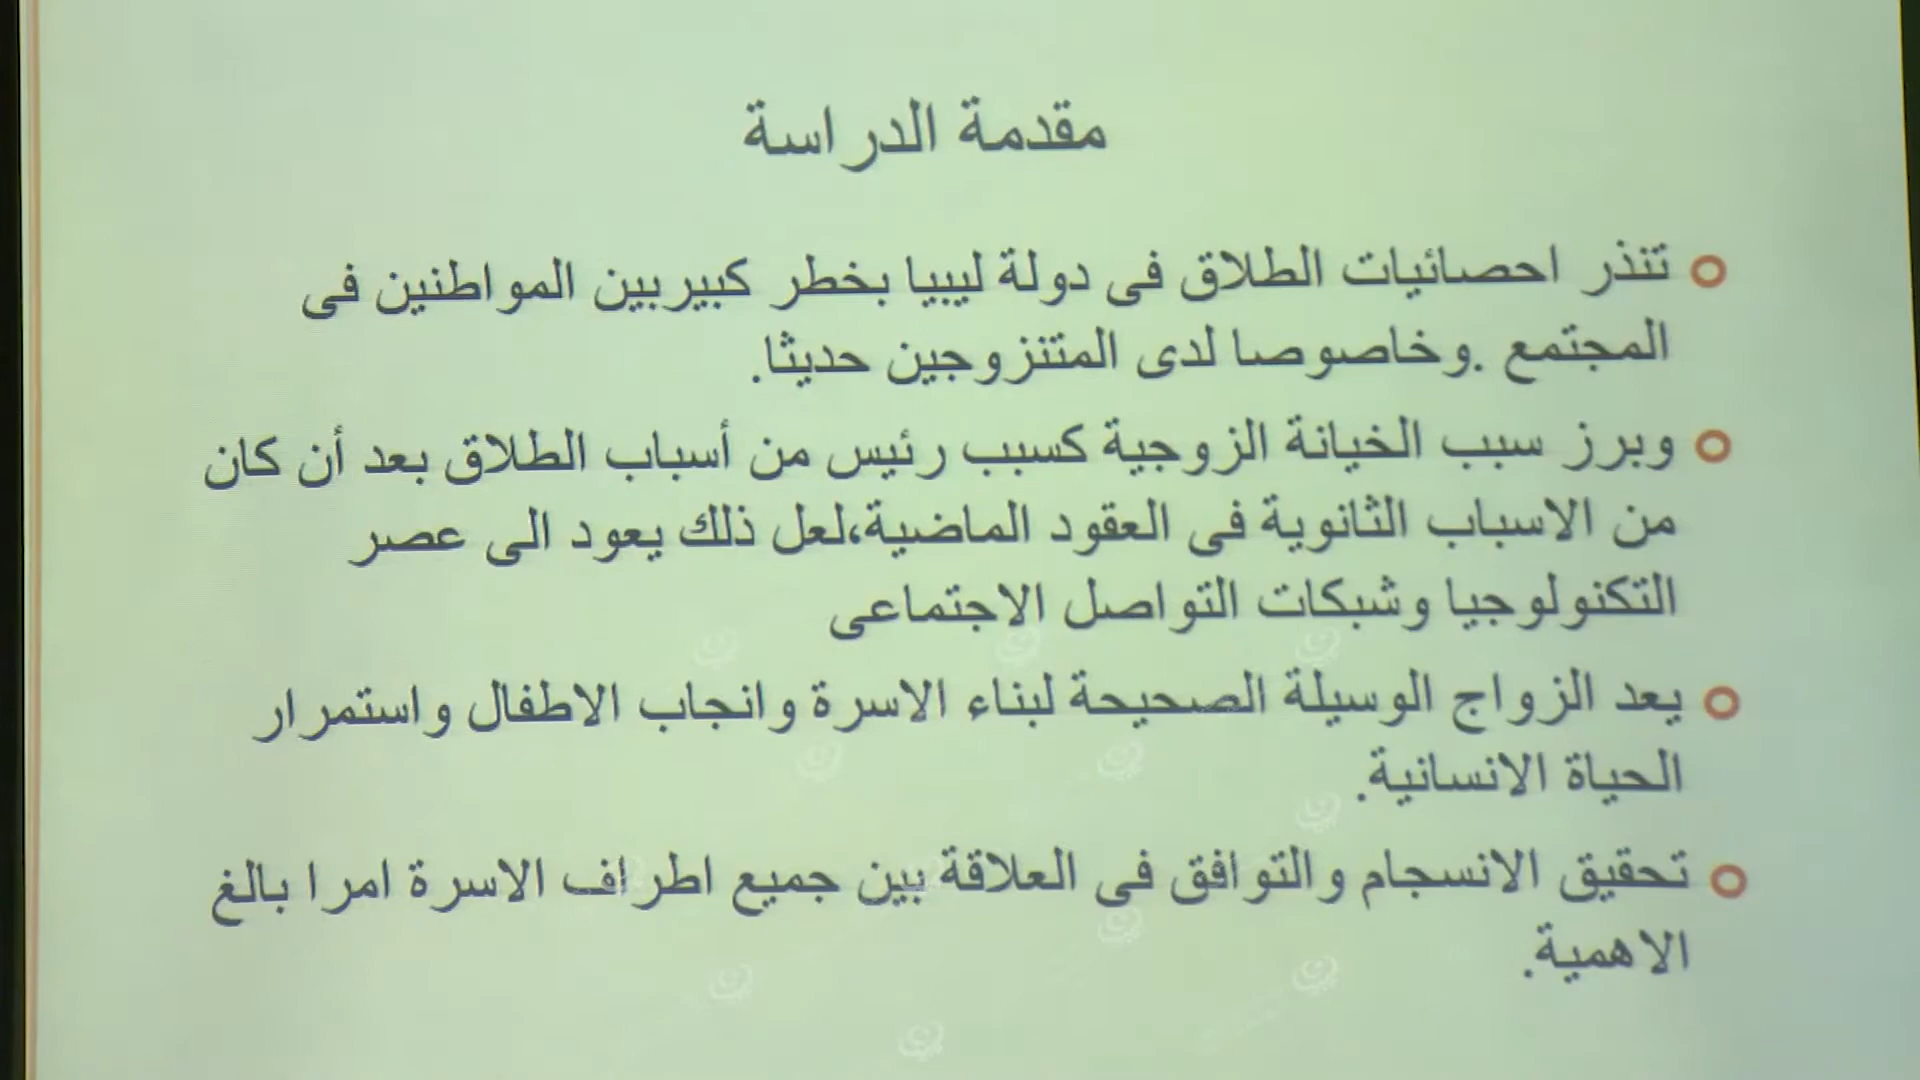 مقدمة الدراسة
تنذر احصائيات الطلاق فى دولة ليبيا بخطر كبيربين المواطنين فى
المجتمع .وخاصوصا لدى المتنزوجين حديثا.
وبرز سبب الخيانة الزوجية كسبب رئيس من أسباب الطلاق بعد أن كان
من الاسباب الثانوية فى العقود الماضية،لعل ذلك يعود الى عصر
التكنولوجيا وشبكات التواصل الاجتماعى
يعد الزواج الوسيلة الصحيحة لبناء الاسرة وانجاب الاطفال واستمرار
الحياة الانسانية.
تحقيق الانسجام والتوافق فى العلاقة بين جميع اطراف الاسرة امرا بالغ
الاهمية.